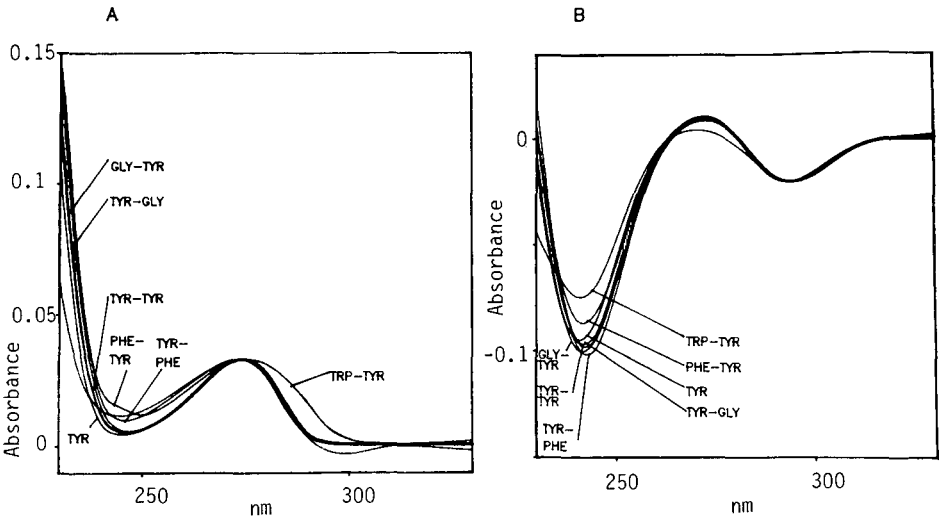 A
0.15
0.1
0.05
0
Absorbance
GLY-TYR
TYR-GLY
TYR-TYR
PHE-
TYR
TYR-
PHE
TYR
TRP-TYR
250
300
nm
B
0
-0.1
Absorbance
TRP-TYR
PHE-TYR
TYR
TYR-GLY
GLY-
TYR
TYR-
TYR
TYR-
PHE
250
300
nm